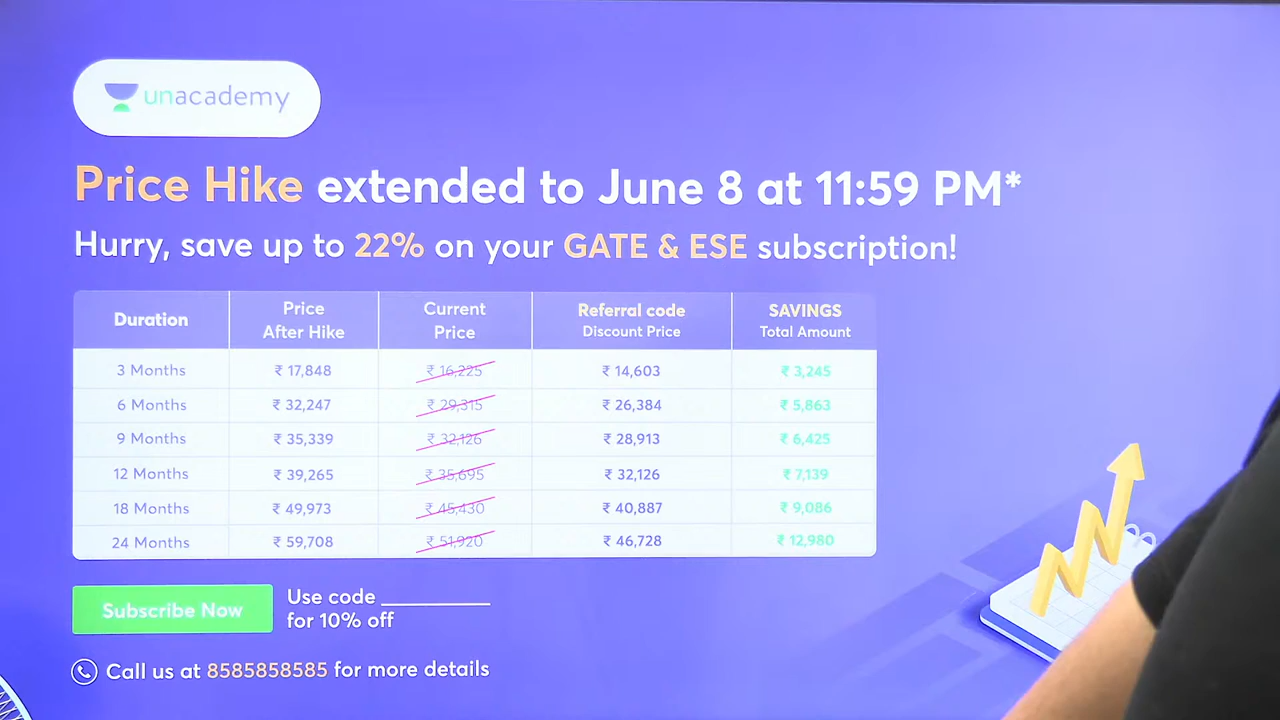 unacademy
Price Hike extended to June 8 at 11:59 PM*
Hurry, save up to 22% on your GATE & ESE subscription!
Duration Price After Hike Current Price Referral code Discount Price SAVINGS Total Amount
3 Months ₹ 17,848 ₹ 16,225 ₹ 14,603 ₹ 3,245
6 Months ₹ 32,247 ₹ 29,315 ₹ 26,384 ₹ 5,863
9 Months ₹ 35,339 ₹ 32,126 ₹ 28,913 ₹ 6,425
12 Months ₹ 39,265 ₹ 35,695 ₹ 32,126 ₹ 7,139
18 Months ₹ 49,973 ₹ 45,430 ₹ 40,887 ₹ 9,086
24 Months ₹ 59,708 ₹ 51,920 ₹ 46,728 ₹ 12,980
Subscribe Now
Use code __________
for 10% off
Call us at 8585858585 for more details